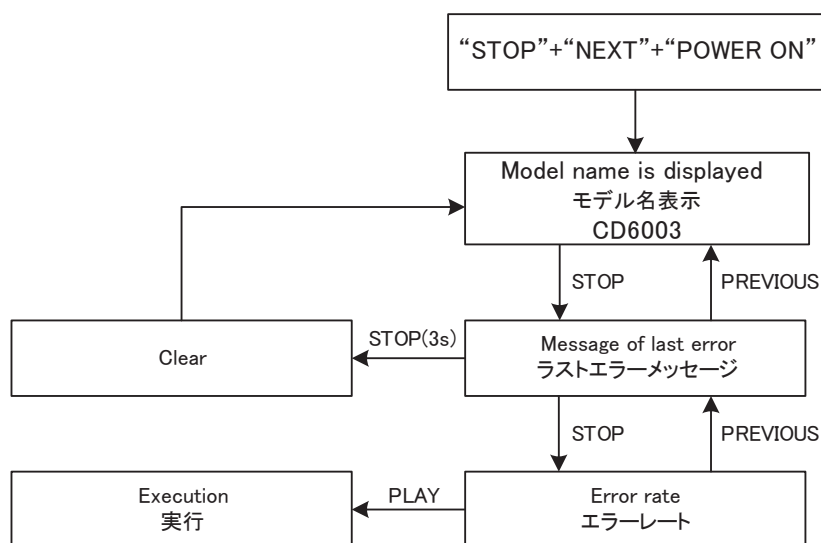 “STOP”+“NEXT”+“POWER ON”
Model name is displayed
モデル名表示
CD6003
STOP
PREVIOUS
Clear
STOP(3s)
Message of last error
ラストエラーメッセージ
STOP
PREVIOUS
Execution
実行
PLAY
Error rate
エラーレート